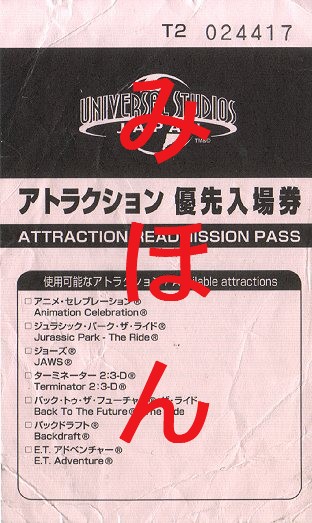 T2 024417
UNIVERSAL STUDIOS
JAPAN
TM&©
みほん
アトラクション 優先入場券
ATTRACTION READMISSION PASS
使用可能なアトラクション / Available attractions
□ アニメ・セレブレーション®
Animation Celebration®
□ ジュラシック・パーク・ザ・ライド®
Jurassic Park - The Ride®
□ ジョーズ®
JAWS®
□ ターミネーター 2:3-D®
Terminator 2:3-D®
□ バック・トゥ・ザ・フューチャー®・ザ・ライド
Back To The Future® The Ride
□ バックドラフト®
Backdraft®
□ E.T. アドベンチャー®
E.T. Adventure®